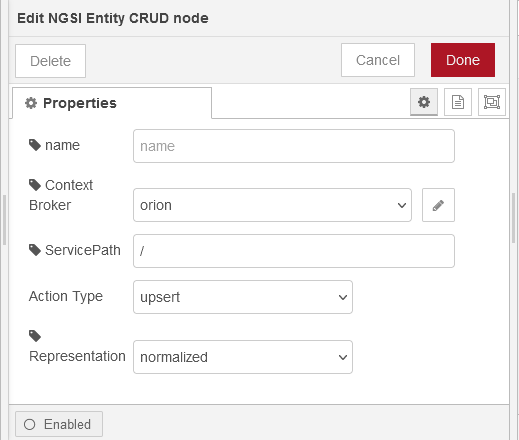 Edit NGSI Entity CRUD node
Delete
Cancel
Done
Properties
name
name
Context
Broker
orion
ServicePath
/
Action Type
upsert
Representation
normalized
Enabled